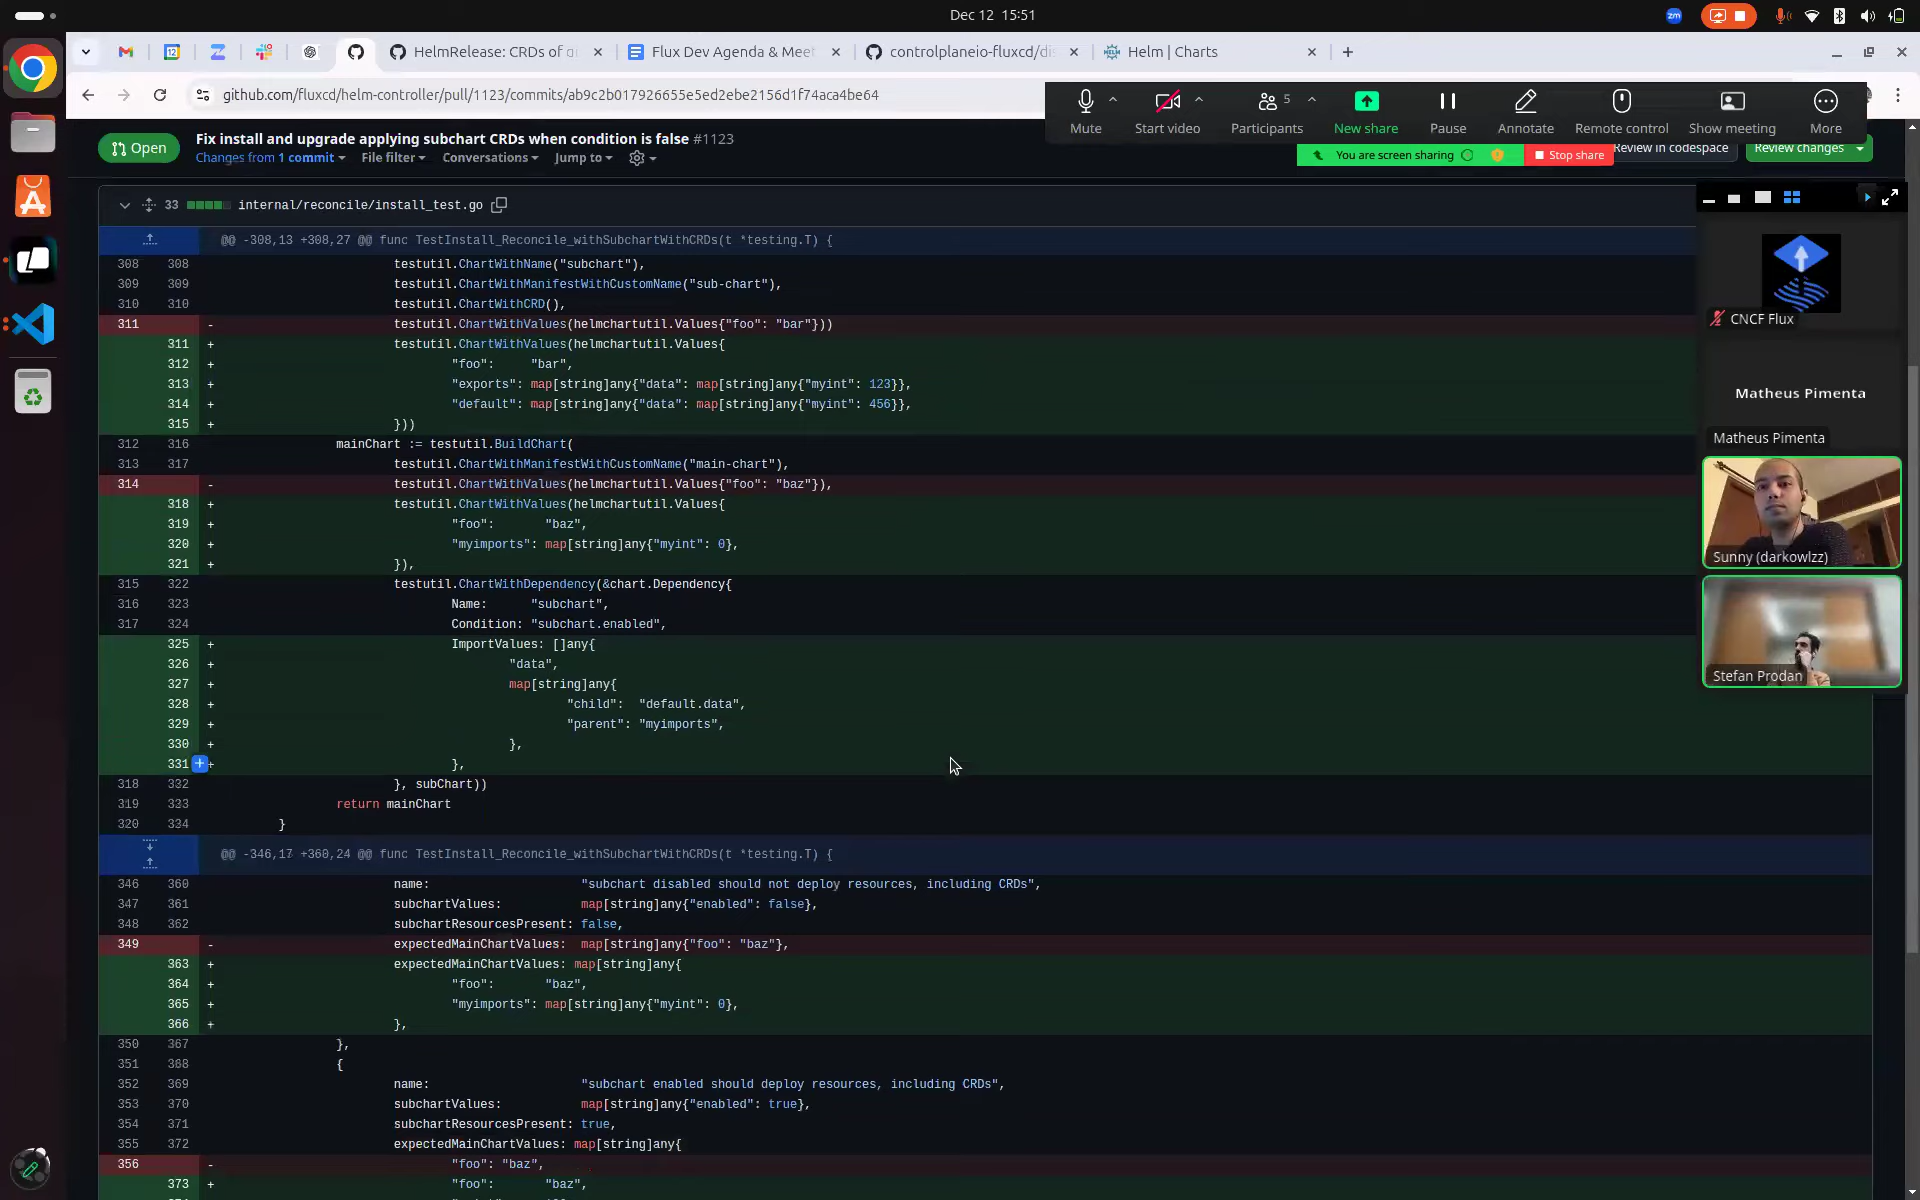 Dec 12 15:51
zm
HelmRelease: CRDs of
Flux Dev Agenda & Meet
controlplaneio-fluxcd/di
Helm | Charts
github.com/fluxcd/helm-controller/pull/1123/commits/ab9c2b017926655e5ed2ebe2156d1f74aca4be64
Mute
Start video
5
Participants
New share
Pause
Annotate
Remote control
Show meeting
More
You are screen sharing
Stop share
Open
Fix install and upgrade applying subchart CRDs when condition is false #1123
Changes from 1 commit
File filter
Conversations
Jump to
Review in codespace
Review changes
33 internal/reconcile/install_test.go
@@ -308,13 +308,27 @@ func TestInstall_Reconcile_withSubchartWithCRDs(t *testing.T) {
308 308 testutil.ChartWithName("subchart"),
309 309 testutil.ChartWithManifestWithCustomName("sub-chart"),
310 310 testutil.ChartWithCRD(),
311 - testutil.ChartWithValues(helmchartutil.Values{"foo": "bar"}))
311 + testutil.ChartWithValues(helmchartutil.Values{
312 + "foo": "bar",
313 + "exports": map[string]any{"data": map[string]any{"myint": 123}},
314 + "default": map[string]any{"data": map[string]any{"myint": 456}},
315 + }))
312 316 mainChart := testutil.BuildChart(
313 317 testutil.ChartWithManifestWithCustomName("main-chart"),
314 - testutil.ChartWithValues(helmchartutil.Values{"foo": "baz"}),
318 + testutil.ChartWithValues(helmchartutil.Values{
319 + "foo": "baz",
320 + "myimports": map[string]any{"myint": 0},
321 + }),
315 322 testutil.ChartWithDependency(&chart.Dependency{
316 323 Name: "subchart",
317 324 Condition: "subchart.enabled",
325 + ImportValues: []any{
326 + "data",
327 + map[string]any{
328 + "child": "default.data",
329 + "parent": "myimports",
330 + },
331 + },
318 332 }, subChart))
319 333 return mainChart
320 334 }
@@ -346,17 +360,24 @@ func TestInstall_Reconcile_withSubchartWithCRDs(t *testing.T) {
346 360 name: "subchart disabled should not deploy resources, including CRDs",
347 361 subchartValues: map[string]any{"enabled": false},
348 362 subchartResourcesPresent: false,
349 - expectedMainChartValues: map[string]any{"foo": "baz"},
363 + expectedMainChartValues: map[string]any{
364 + "foo": "baz",
365 + "myimports": map[string]any{"myint": 0},
366 + },
350 367 },
351 368 {
352 369 name: "subchart enabled should deploy resources, including CRDs",
353 370 subchartValues: map[string]any{"enabled": true},
354 371 subchartResourcesPresent: true,
355 372 expectedMainChartValues: map[string]any{
356 - "foo": "baz",
373 + "foo": "baz",
CNCF Flux
Matheus Pimenta
Matheus Pimenta
Sunny (darkowlzz)
Stefan Prodan